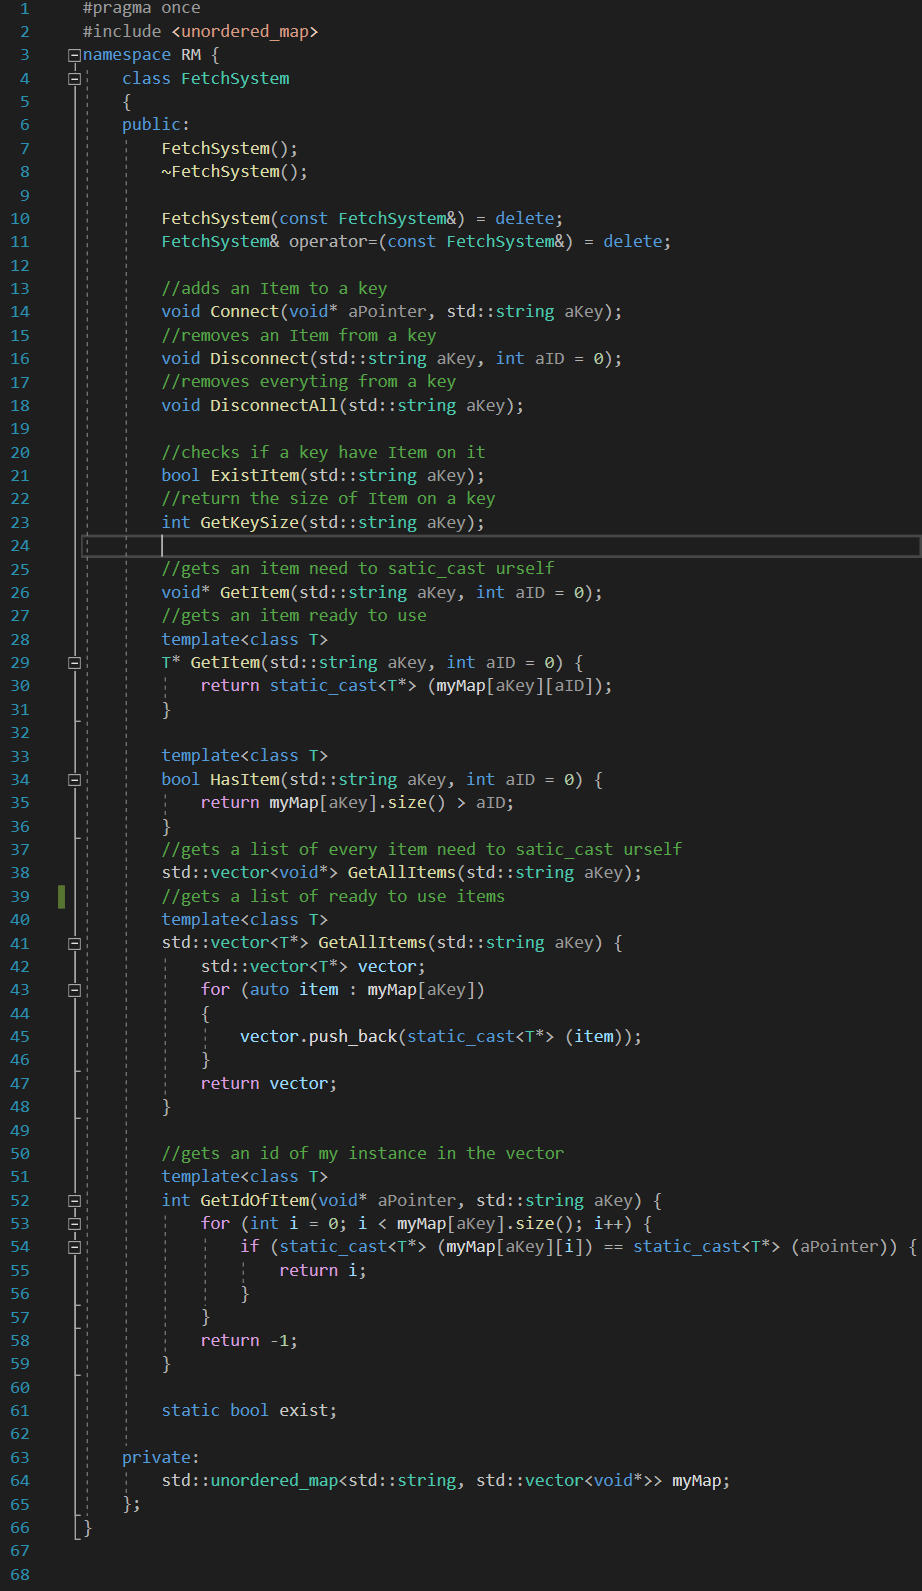 1 #pragma once
2 #include <unordered_map>
3 namespace RM {
4 class FetchSystem
5 {
6 public:
7 FetchSystem();
8 ~FetchSystem();
9
10 FetchSystem(const FetchSystem&) = delete;
11 FetchSystem& operator=(const FetchSystem&) = delete;
12
13 //adds an Item to a key
14 void Connect(void* aPointer, std::string aKey);
15 //removes an Item from a key
16 void Disconnect(std::string aKey, int aID = 0);
17 //removes everyting from a key
18 void DisconnectAll(std::string aKey);
19
20 //checks if a key have Item on it
21 bool ExistItem(std::string aKey);
22 //return the size of Item on a key
23 int GetKeySize(std::string aKey);
24
25 //gets an item need to satic_cast urself
26 void* GetItem(std::string aKey, int aID = 0);
27 //gets an item ready to use
28 template<class T>
29 T* GetItem(std::string aKey, int aID = 0) {
30 return static_cast<T*> (myMap[aKey][aID]);
31 }
32
33 template<class T>
34 bool HasItem(std::string aKey, int aID = 0) {
35 return myMap[aKey].size() > aID;
36 }
37 //gets a list of every item need to satic_cast urself
38 std::vector<void*> GetAllItems(std::string aKey);
39 //gets a list of ready to use items
40 template<class T>
41 std::vector<T*> GetAllItems(std::string aKey) {
42 std::vector<T*> vector;
43 for (auto item : myMap[aKey])
44 {
45 vector.push_back(static_cast<T*> (item));
46 }
47 return vector;
48 }
49
50 //gets an id of my instance in the vector
51 template<class T>
52 int GetIdOfItem(void* aPointer, std::string aKey) {
53 for (int i = 0; i < myMap[aKey].size(); i++) {
54 if (static_cast<T*> (myMap[aKey][i]) == static_cast<T*> (aPointer)) {
55 return i;
56 }
57 }
58 return -1;
59 }
60
61 static bool exist;
62
63 private:
64 std::unordered_map<std::string, std::vector<void*>> myMap;
65 };
66 }
67
68